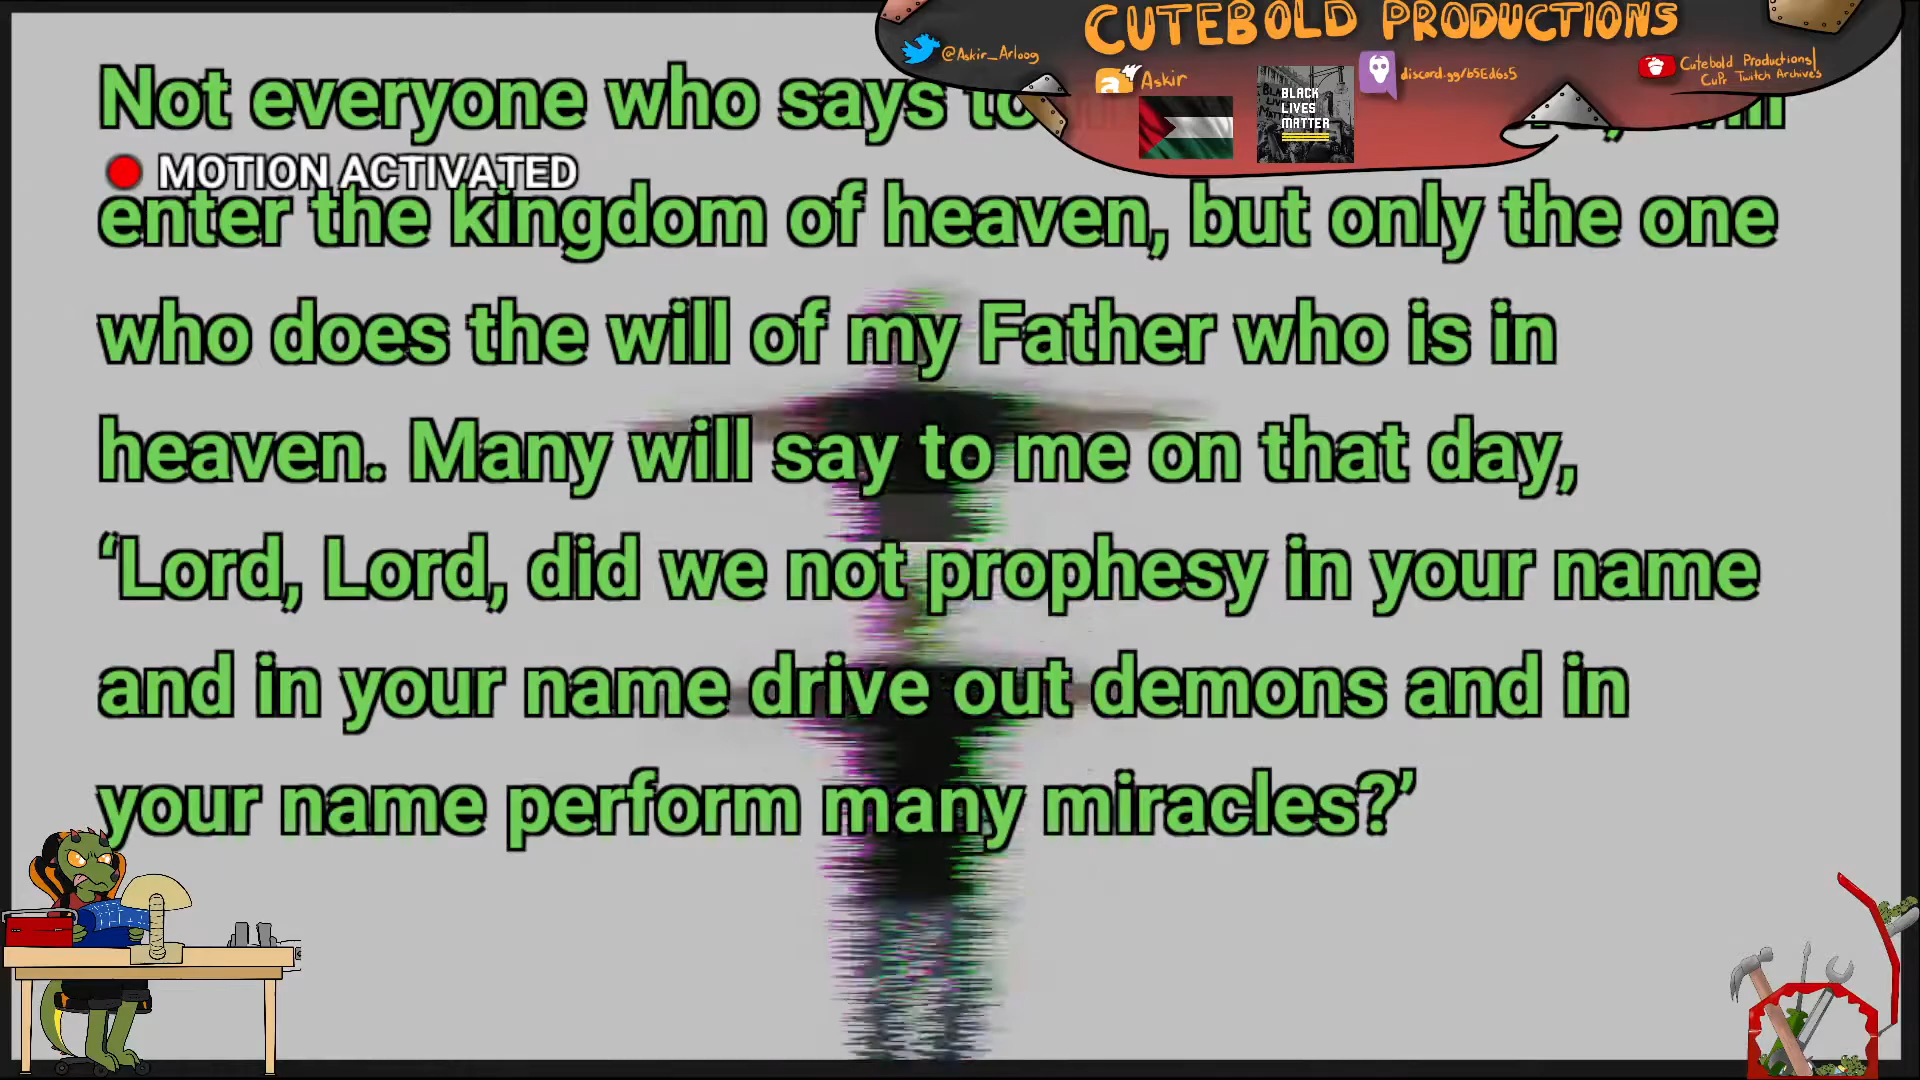 CUTEBOLD PRODUCTIONS
@Askir_Arloog
Askir
discord.gg/b5Ed6s5
Cutebold Productions|
CuPr Twitch Archives
BLACK
LIVES
MATTER
Not everyone who says to
MOTION ACTIVATED
enter the kingdom of heaven, but only the one
who does the will of my Father who is in
heaven. Many will say to me on that day,
‘Lord, Lord, did we not prophesy in your name
and in your name drive out demons and in
your name perform many miracles?’